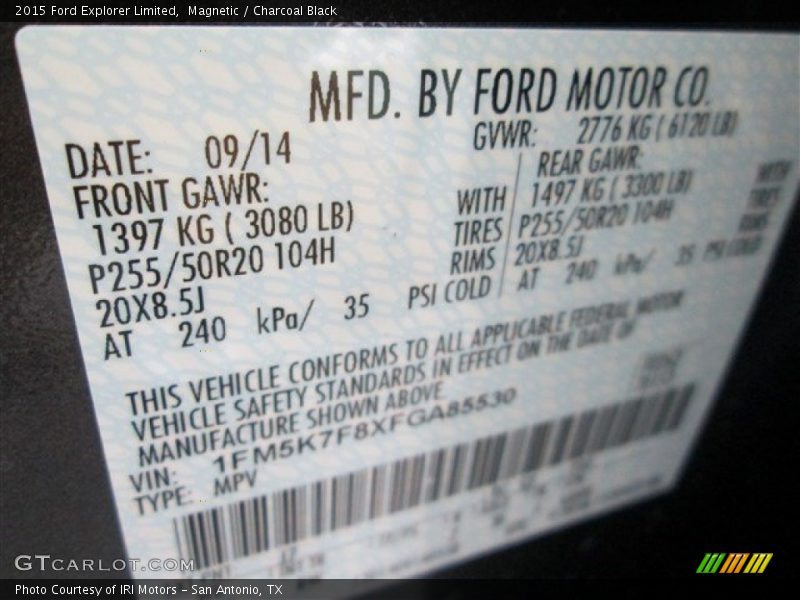 2015 Ford Explorer Limited, Magnetic / Charcoal Black
MFD. BY FORD MOTOR CO.
DATE: 09/14
GVWR: 2776 KG ( 6120 LB)
FRONT GAWR:
1397 KG ( 3080 LB)
WITH
P255/50R20 104H
TIRES
20X8.5J
RIMS
AT 240 kPa/ 35 PSI COLD
REAR GAWR:
1497 KG ( 3300 LB)
WITH
P255/50R20 104H
TIRES
20X8.5J
RIMS
AT 240 kPa/ 35 PSI COLD
THIS VEHICLE CONFORMS TO ALL APPLICABLE FEDERAL MOTOR
VEHICLE SAFETY STANDARDS IN EFFECT ON THE DATE OF
MANUFACTURE SHOWN ABOVE.
VIN: 1FM5K7F8XFGA85530
TYPE: MPV
GTCARLOT.COM
Photo Courtesy of IRI Motors – San Antonio, TX